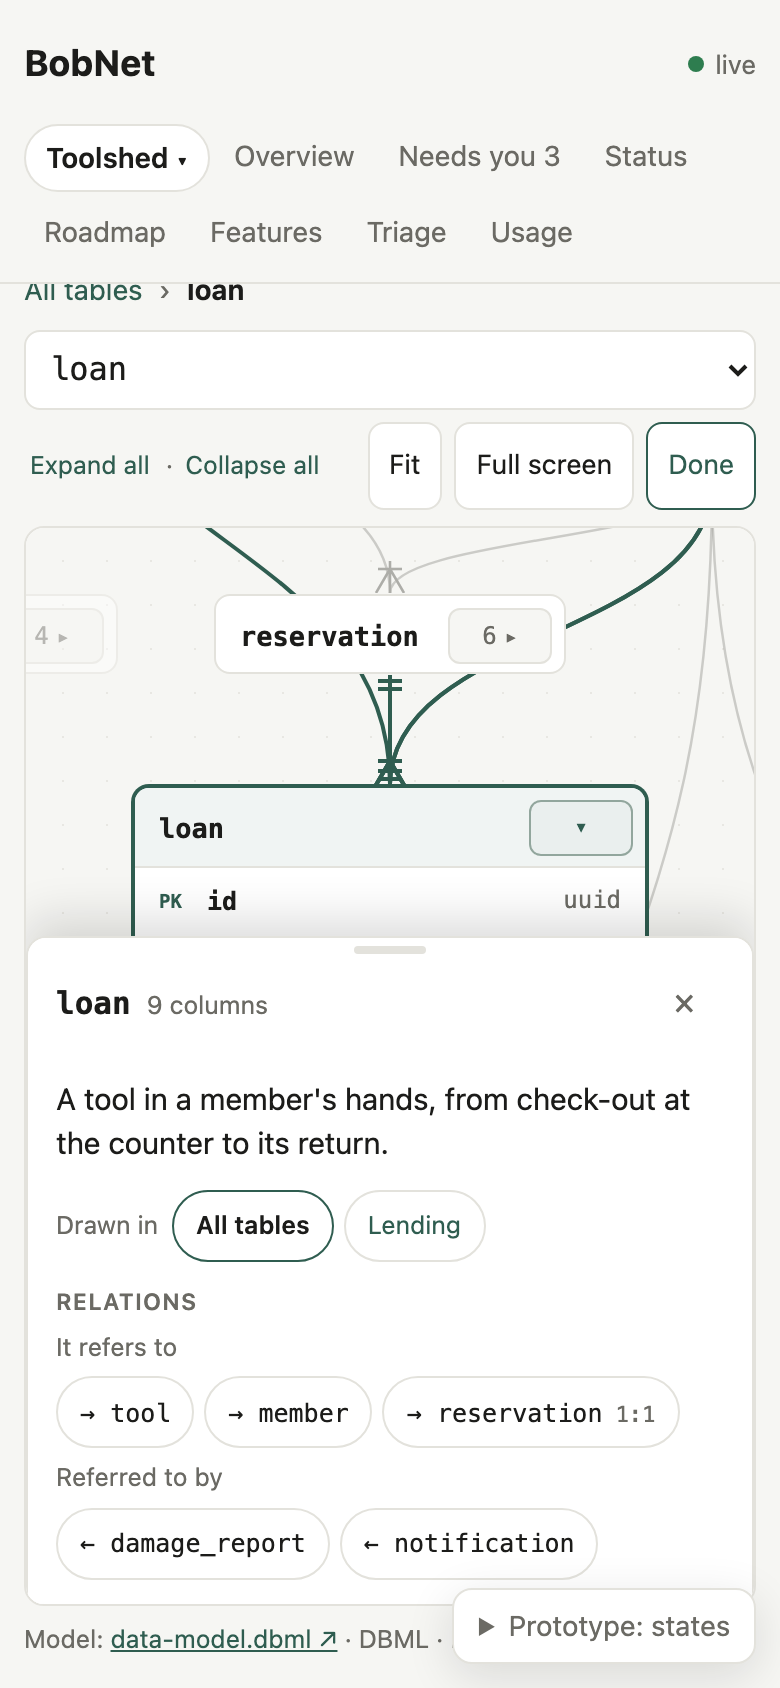 BobNet
live
Toolshed ▾ Overview Needs you 3 Status
Roadmap Features Triage Usage
All tables › loan
loan
Expand all · Collapse all Fit Full screen Done
4 ▸
reservation 6 ▸
loan ▾
PK id uuid
loan 9 columns ×
A tool in a member's hands, from check-out at
the counter to its return.
Drawn in All tables Lending
RELATIONS
It refers to
→ tool → member → reservation 1:1
Referred to by
← damage_report ← notification
Model: data-model.dbml ↗ · DBML ·
▶ Prototype: states